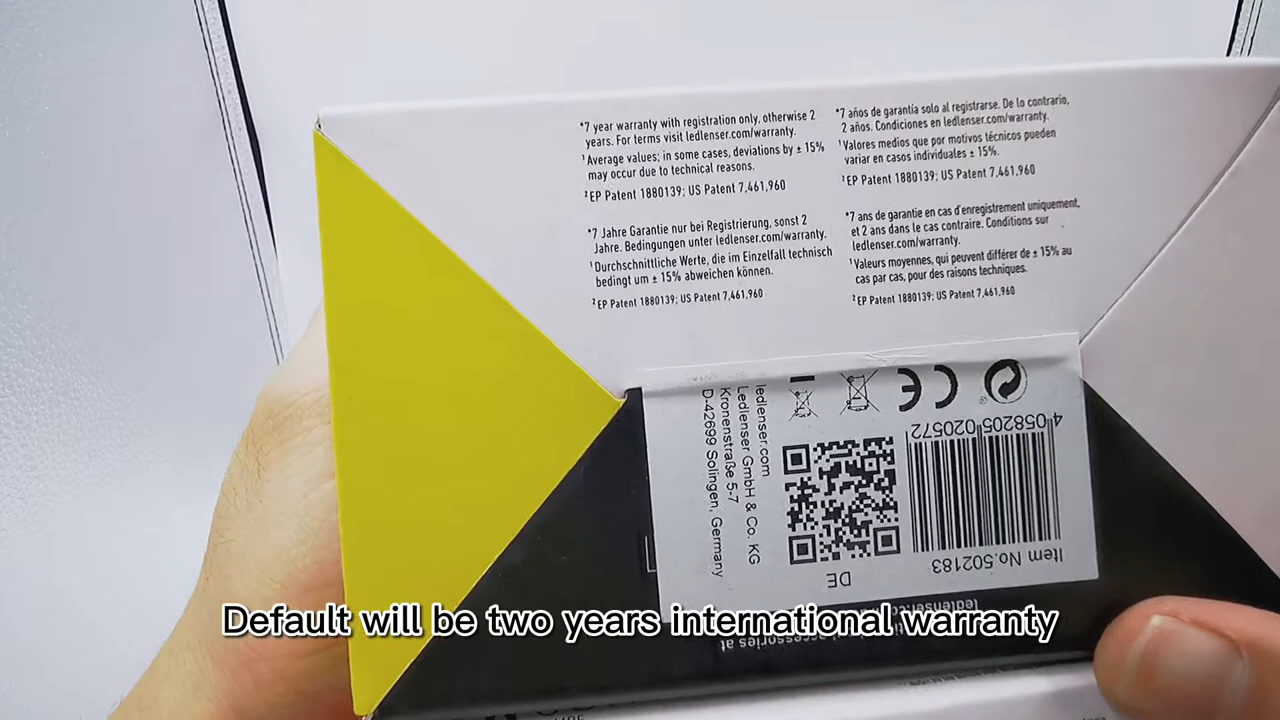 *7 year warranty with registration only, otherwise 2
years. For terms visit ledlenser.com/warranty.
¹Average values; in some cases, deviations by ± 15%
may occur due to technical reasons.
²EP Patent 1880139; US Patent 7,461,960
*7 años de garantía solo al registrarse. De lo contrario,
2 años. Condiciones en ledlenser.com/warranty.
¹Valores medios que por motivos técnicos pueden
variar en casos individuales ± 15%.
²EP Patent 1880139; US Patent 7,461,960
*7 Jahre Garantie nur bei Registrierung, sonst 2
Jahre. Bedingungen unter ledlenser.com/warranty.
¹Durchschnittliche Werte, die im Einzelfall technisch
bedingt um ± 15% abweichen können.
²EP Patent 1880139; US Patent 7,461,960
*7 ans de garantie en cas d'enregistrement uniquement,
et 2 ans dans le cas contraire. Conditions sur
ledlenser.com/warranty.
¹Valeurs moyennes, qui peuvent différer de ± 15% au
cas par cas, pour des raisons techniques.
²EP Patent 1880139; US Patent 7,461,960
ledlenser.com
Ledlenser GmbH & Co. KG
Kronenstraße 5-7
D-42699 Solingen, Germany
CE
4 058205 020572
DE
Item No.502183
accessories at
Default will be two years international warranty